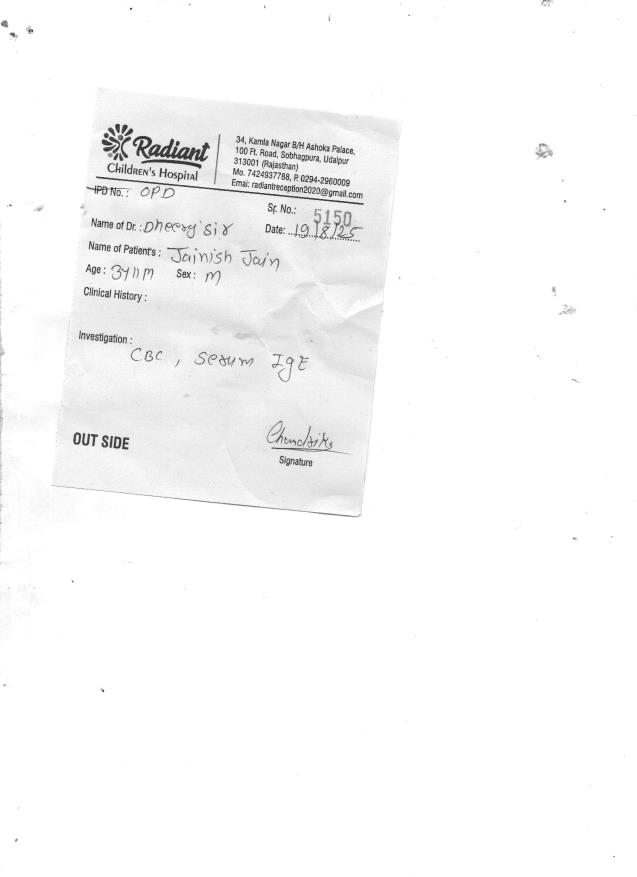 Radiant
Children's Hospital
34, Kamla Nagar B/H Ashoka Palace,
100 Ft. Road, Sobhagpura, Udaipur
313001 (Rajasthan)
Mo. 7424937788, P. 0294-2960009
Emai: radiantreception2020@gmail.com
IPD No.: OPD
Sr. No.: 5150
Name of Dr.: Dheeraj Sir Date: 19/8/25
Name of Patient's : Jainish Jain
Age : 3Y11M Sex : M
Clinical History :
Investigation :
CBC, Serum IgE
OUT SIDE
Signature